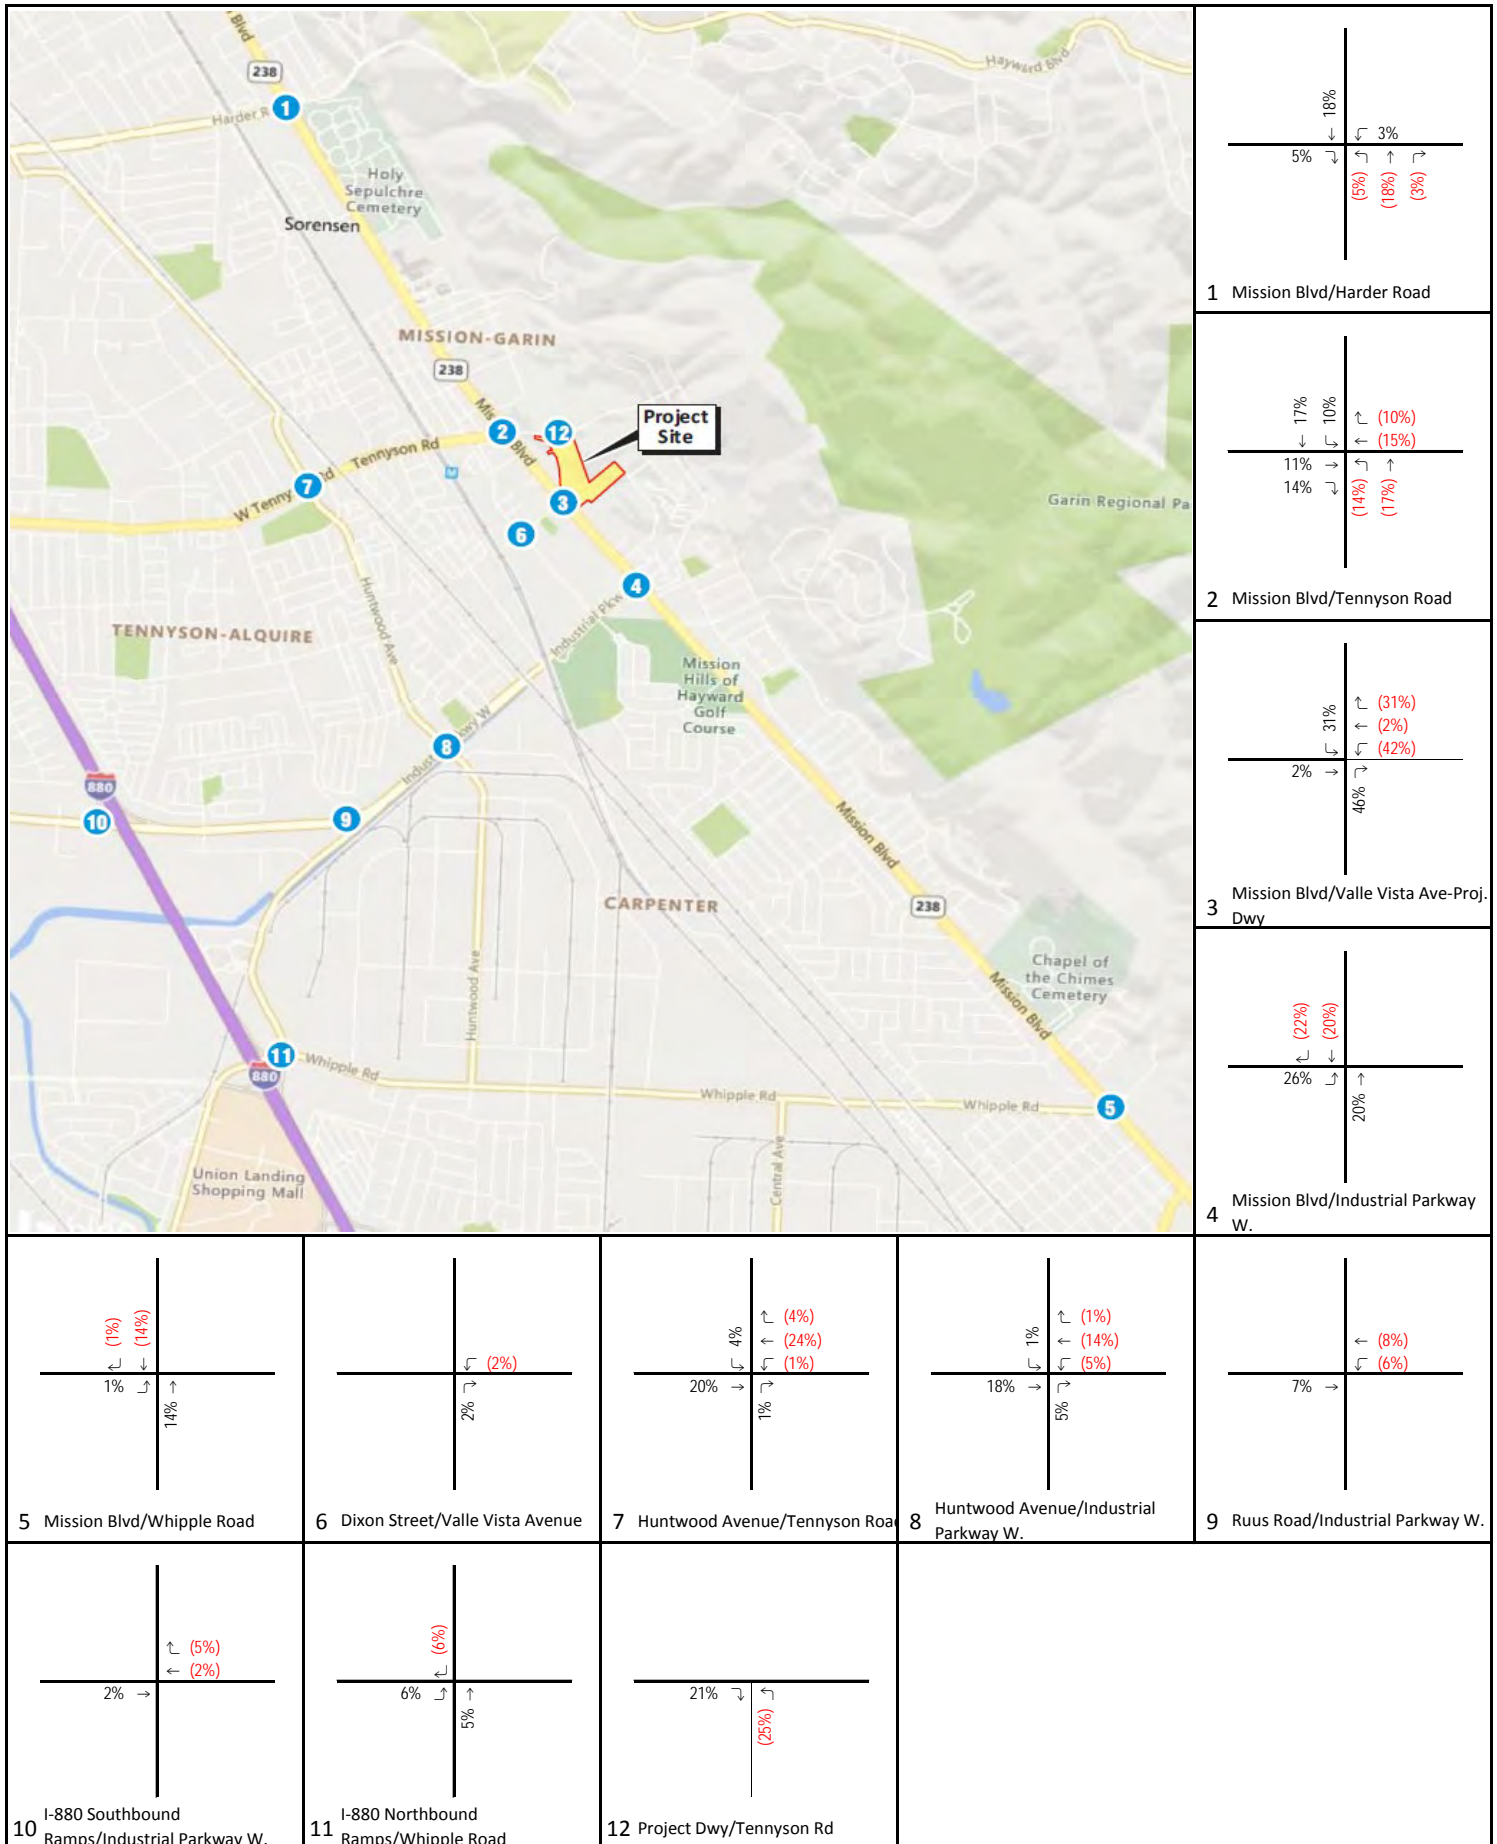 Blvd
238
Hayward Blvd
1
Harder R
Holy
Sepulchre
Cemetery
Sorensen
MISSION-GARIN
238
Mis
Blvd
2
12
Project
Site
Tennyson Rd
7
W Tenny
d
3
6
Garin Regional Pa
4
Industrial Pkw
Huntwood Ave
TENNYSON-ALQUIRE
Mission
Hills of
Hayward
Golf
Course
8
Indust
kwy W
880
10
9
Mission Blvd
CARPENTER
238
Chapel of
the Chimes
Cemetery
Mission Blvd
Huntwood Ave
11
Whipple Rd
880
Whipple Rd
Whipple Rd
5
Central Ave
Union Landing
Shopping Mall
18%
3%
5%
(5%) (18%) (3%)
1 Mission Blvd/Harder Road
17% 10%
(10%)
(15%)
11%
14%
(14%) (17%)
2 Mission Blvd/Tennyson Road
31%
(31%)
(2%)
(42%)
2%
46%
3 Mission Blvd/Valle Vista Ave-Proj.
Dwy
(22%) (20%)
26%
20%
4 Mission Blvd/Industrial Parkway
W.
(1%) (14%)
1%
14%
5 Mission Blvd/Whipple Road
(2%)
2%
6 Dixon Street/Valle Vista Avenue
4%
(4%)
(24%)
(1%)
20%
1%
7 Huntwood Avenue/Tennyson Road
1%
(1%)
(14%)
(5%)
18%
5%
8 Huntwood Avenue/Industrial
Parkway W.
(8%)
(6%)
7%
9 Ruus Road/Industrial Parkway W.
(5%)
(2%)
2%
10 I-880 Southbound
Ramps/Industrial Parkway W.
(6%)
6%
5%
11 I-880 Northbound
Ramps/Whipple Road
21%
(25%)
12 Project Dwy/Tennyson Rd